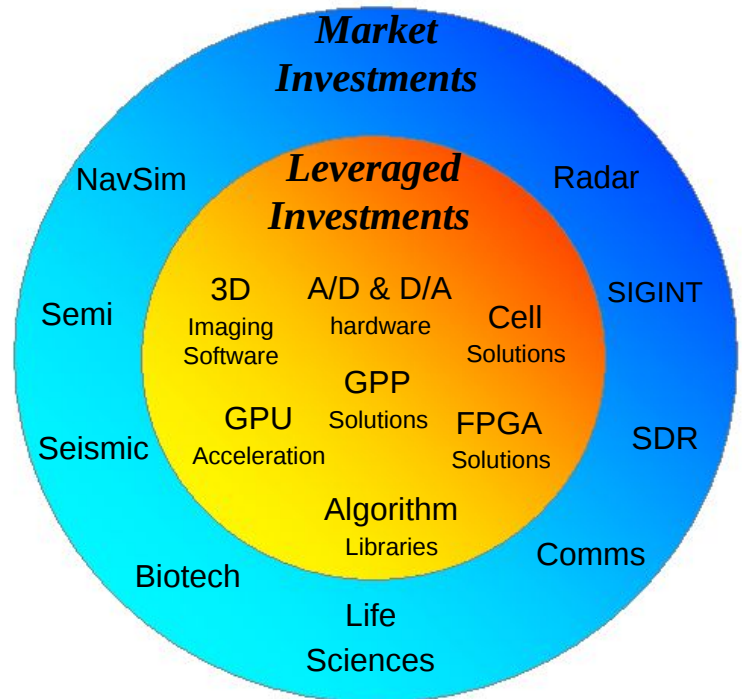 Market
Investments
NavSim
Radar
Semi
SIGINT
Seismic
SDR
Biotech
Comms
Life
Sciences
Leveraged
Investments
3D
Imaging
Software
A/D & D/A
hardware
Cell
Solutions
GPP
Solutions
GPU
Acceleration
FPGA
Solutions
Algorithm
Libraries